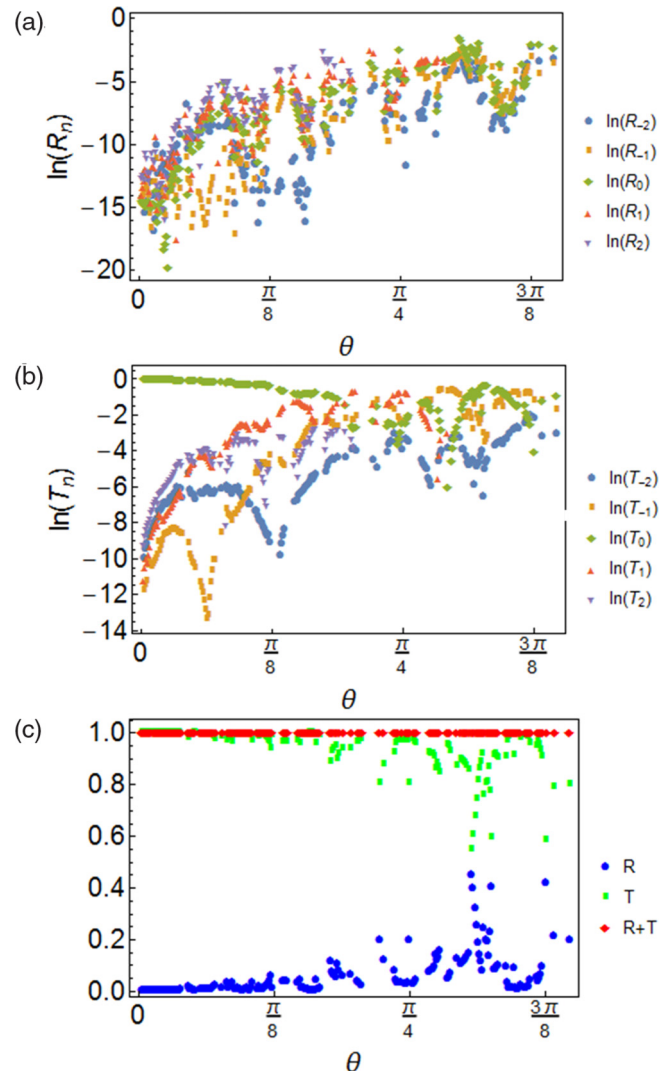 (a)
0
−5
−10
−15
−20
ln(Rₙ)
0
π/8
π/4
3π/8
θ
ln(R₋₂)
ln(R₋₁)
ln(R₀)
ln(R₁)
ln(R₂)
(b)
0
−2
−4
−6
−8
−10
−12
−14
ln(Tₙ)
0
π/8
π/4
3π/8
θ
ln(T₋₂)
ln(T₋₁)
ln(T₀)
ln(T₁)
ln(T₂)
(c)
1.0
0.8
0.6
0.4
0.2
0.0
0
π/8
π/4
3π/8
θ
R
T
R+T